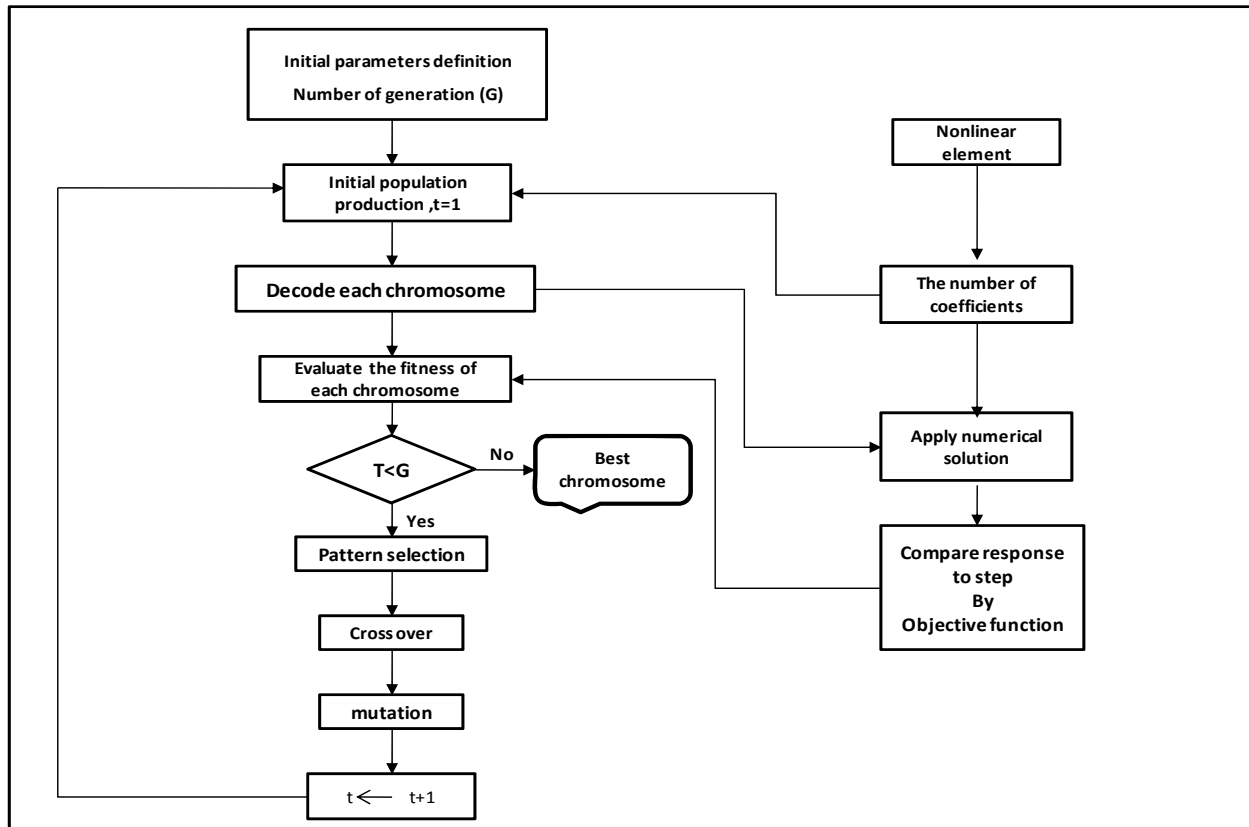 Initial parameters definition
Number of generation (G)
Initial population
production ,t=1
Decode each chromosome
Evaluate the fitness of
each chromosome
T<G
No
Best
chromosome
Yes
Pattern selection
Cross over
mutation
t ← t+1
Nonlinear
element
The number of
coefficients
Apply numerical
solution
Compare response
to step
By
Objective function